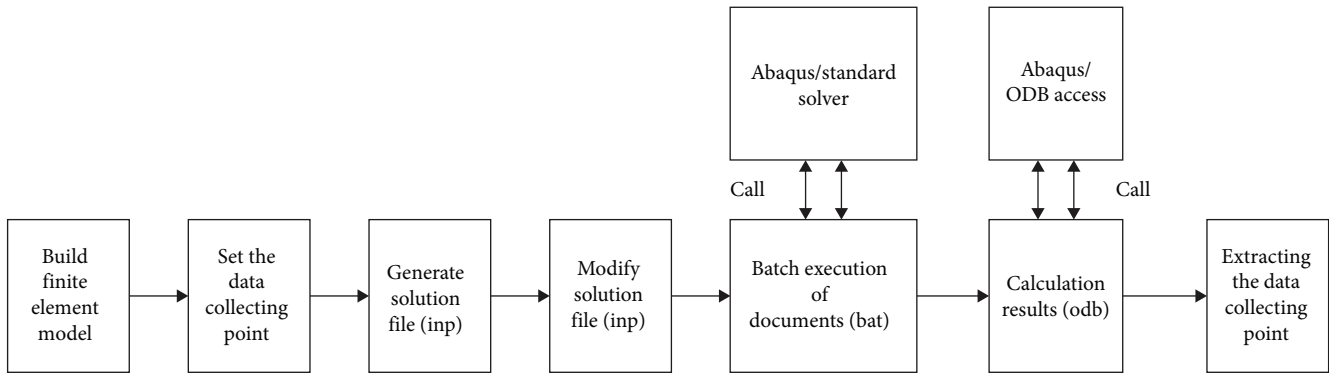 Abaqus/standard
solver
Abaqus/
ODB access
Call
Call
Build
finite
element
model
Set the
data
collecting
point
Generate
solution
file (inp)
Modify
solution
file (inp)
Batch execution
of
documents (bat)
Calculation
results (odb)
Extracting
the data
collecting
point